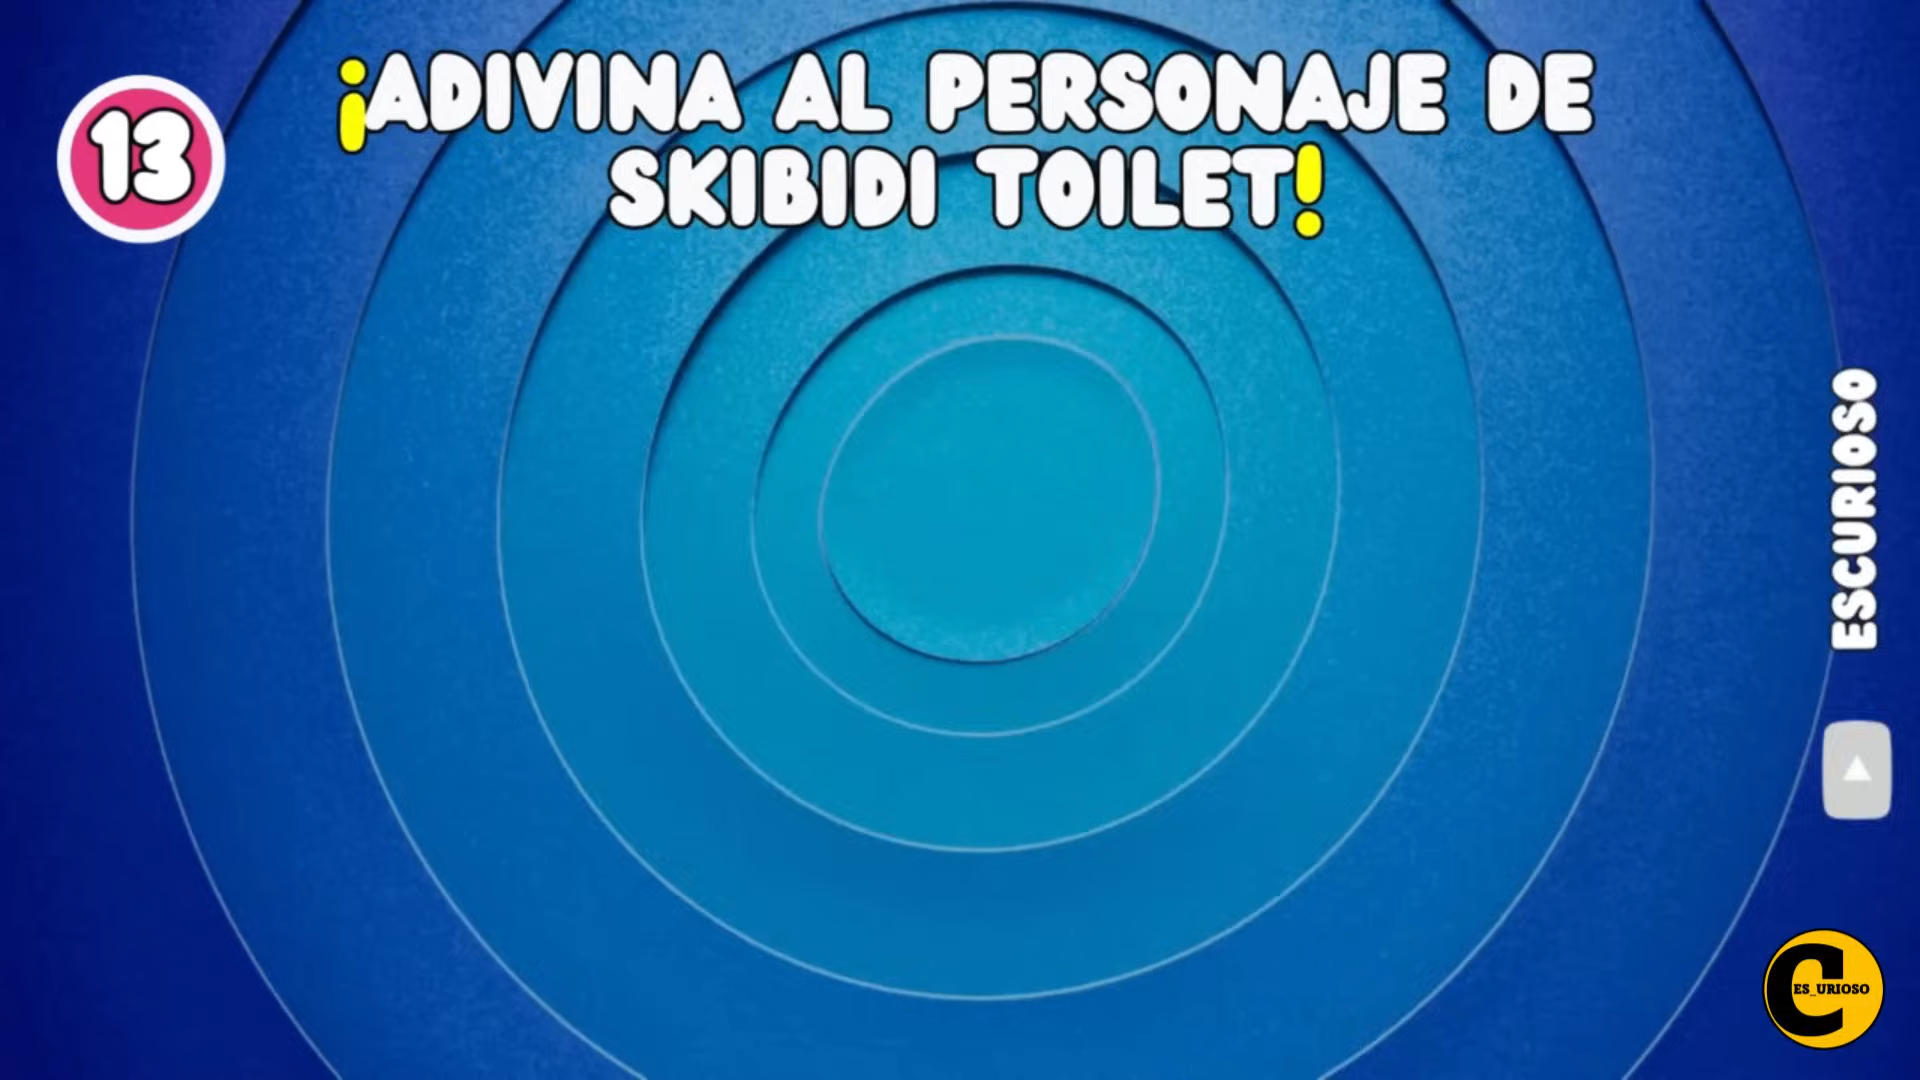 13
¡ADIVINA AL PERSONAJE DE
SKIBIDI TOILET!
ESCURIOSO
C
ES_URIOSO